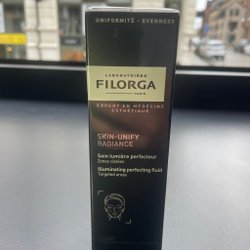 UNIFORMITÉ - EVENNESS
LABORATOIRES
FILORGA
PARIS
EXPERT EN MÉDECINE
ESTHÉTIQUE
SKIN-UNIFY
RADIANCE
Soin lumière perfecteur
Zones ciblées
Illuminating perfecting fluid
Targeted areas